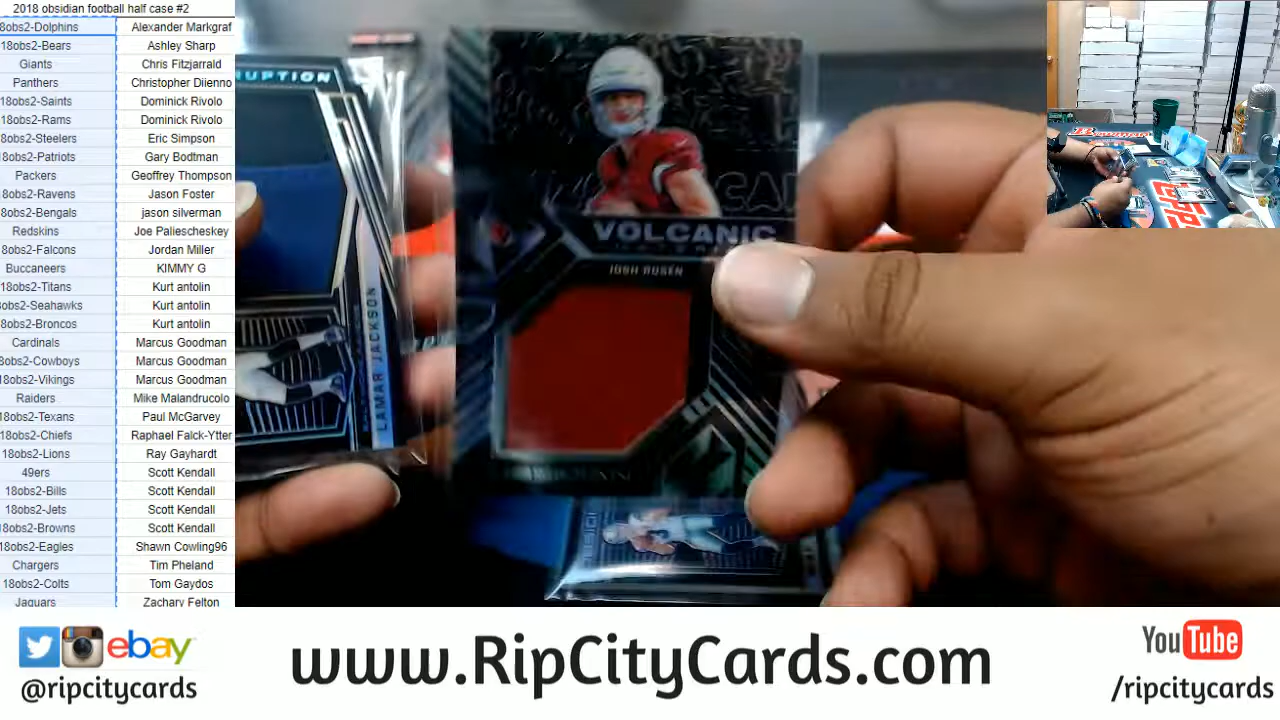 2018 obsidian football half case #2
8obs2-Dolphins Alexander Markgraf
18obs2-Bears Ashley Sharp
Giants Chris Fitzjarrald
Panthers Christopher DiIenno
18obs2-Saints Dominick Rivolo
18obs2-Rams Dominick Rivolo
8obs2-Steelers Eric Simpson
18obs2-Patriots Gary Bodtman
Packers Geoffrey Thompson
8obs2-Ravens Jason Foster
8obs2-Bengals jason silverman
Redskins Joe Paliescheskey
8obs2-Falcons Jordan Miller
Buccaneers KIMMY G
18obs2-Titans Kurt antolin
obs2-Seahawks Kurt antolin
8obs2-Broncos Kurt antolin
Cardinals Marcus Goodman
8obs2-Cowboys Marcus Goodman
8obs2-Vikings Marcus Goodman
Raiders Mike Malandrucolo
18obs2-Texans Paul McGarvey
18obs2-Chiefs Raphael Falck-Ytter
18obs2-Lions Ray Gayhardt
49ers Scott Kendall
18obs2-Bills Scott Kendall
18obs2-Jets Scott Kendall
8obs2-Browns Scott Kendall
18obs2-Eagles Shawn Cowling96
Chargers Tim Pheland
18obs2-Colts Tom Gaydos
Jaguars Zachary Felton
RUPTION
LAMAR JACKSON
VOLCANIC
JOSH ROSEN
TOPPS
ebay
@ripcitycards
www.RipCityCards.com
YouTube
/ripcitycards